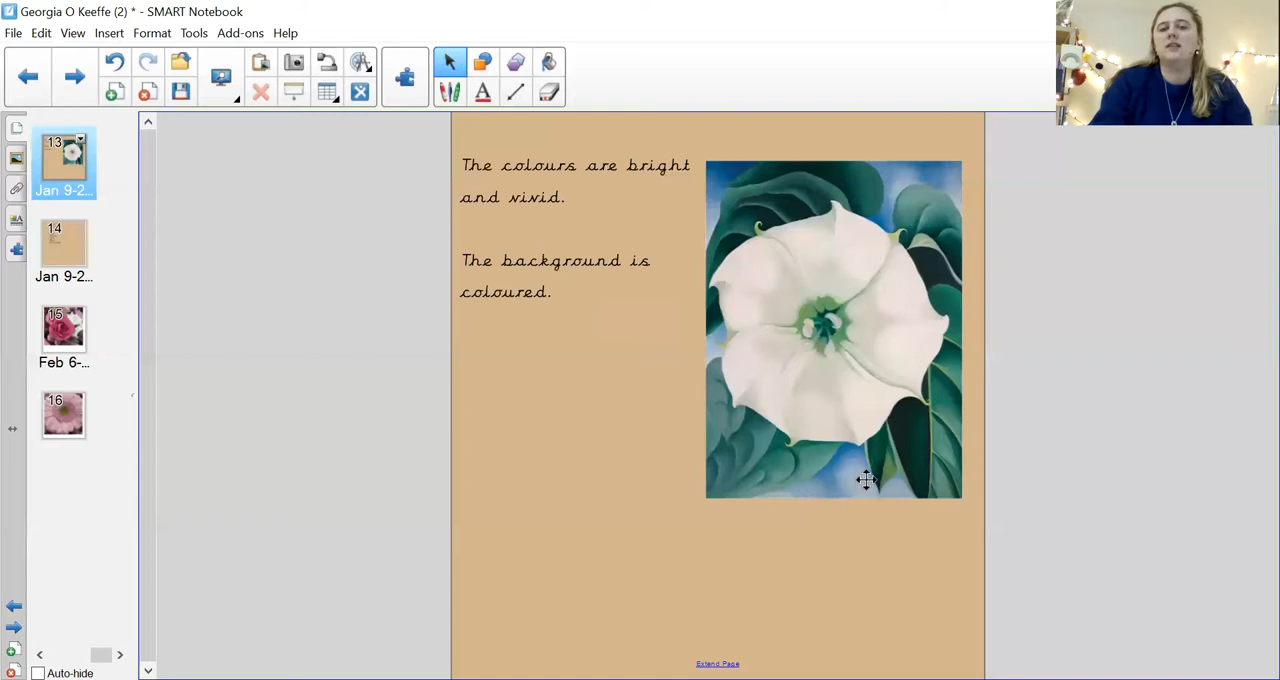 Georgia O Keeffe (2) * - SMART Notebook
File Edit View Insert Format Tools Add-ons Help
13
Jan 9-2...
14
Jan 9-2...
15
Feb 6-...
16
Auto-hide
The colours are bright
and vivid.
The background is
coloured.
Extend Page